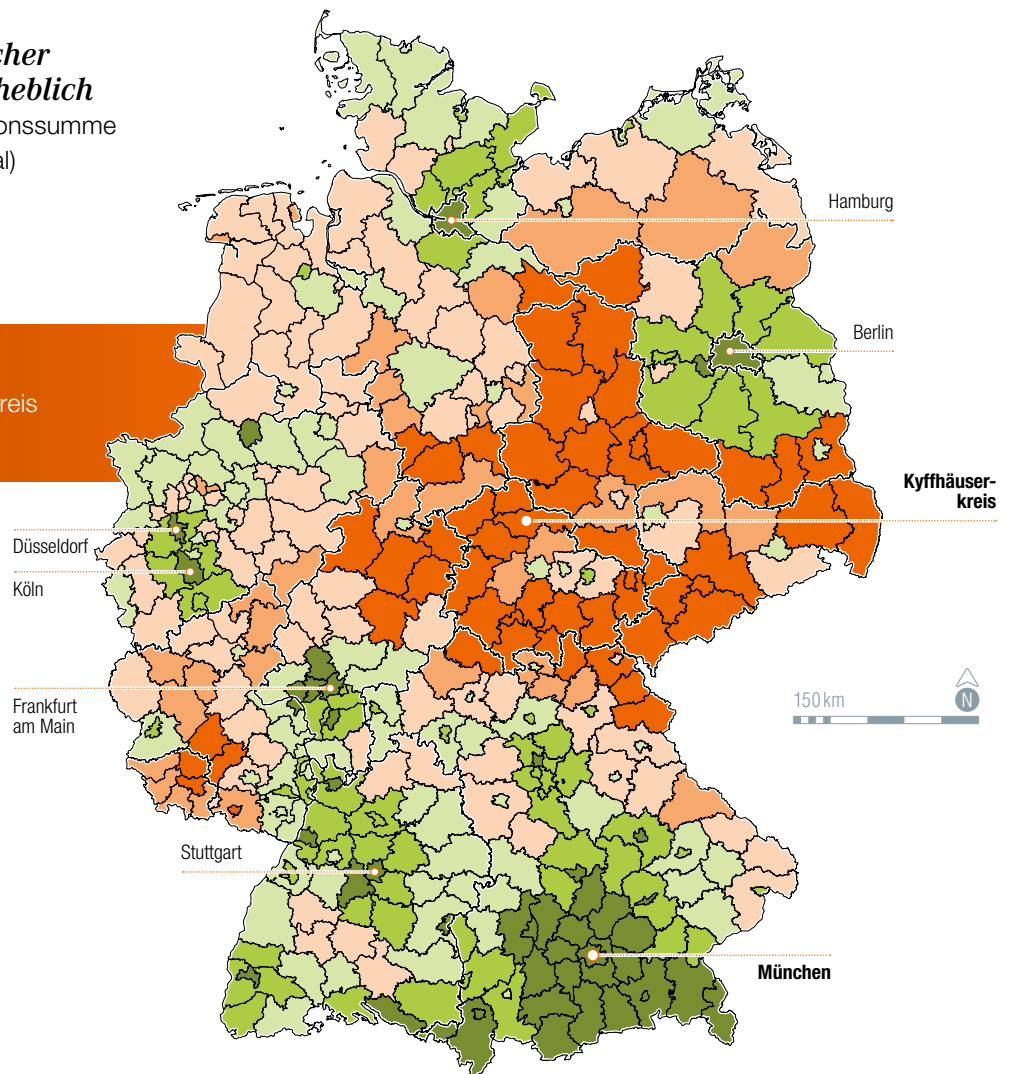 cher
heblich
onssumme
al)
reis
Hamburg
Berlin
Kyffhäuser-
kreis
Düsseldorf
Köln
Frankfurt
am Main
150 km
N
Stuttgart
München